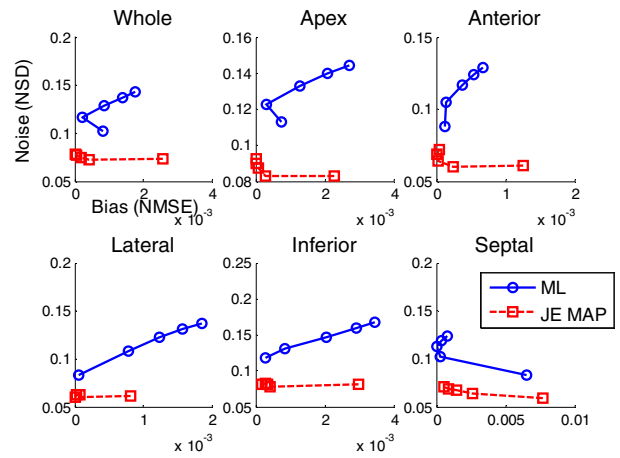 Whole
Apex
Anterior
Noise (NSD)
0.2
0.15
0.1
0.05
0
2
4
x 10⁻³
Bias (NMSE)
0.16
0.14
0.12
0.1
0.08
0
2
4
x 10⁻³
0.2
0.15
0.1
0.05
0
1
2
x 10⁻³
Lateral
Inferior
Septal
0.2
0.15
0.1
0.05
0
1
2
x 10⁻³
0.25
0.2
0.15
0.1
0.05
0
2
4
x 10⁻³
0.2
0.15
0.1
0.05
0
0.005
0.01
ML
JE MAP